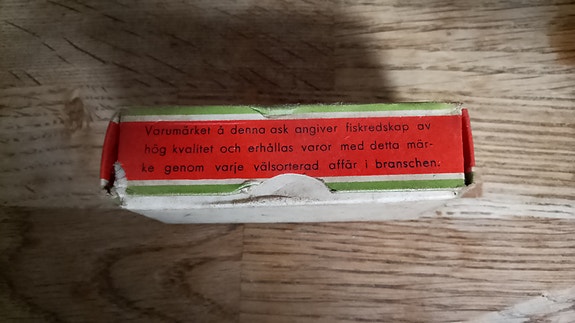 Varumärket å denna ask angiver fiskredskap av
hög kvalitet och erhållas varor med detta mär-
ke genom varje välsorterad affär i branschen.